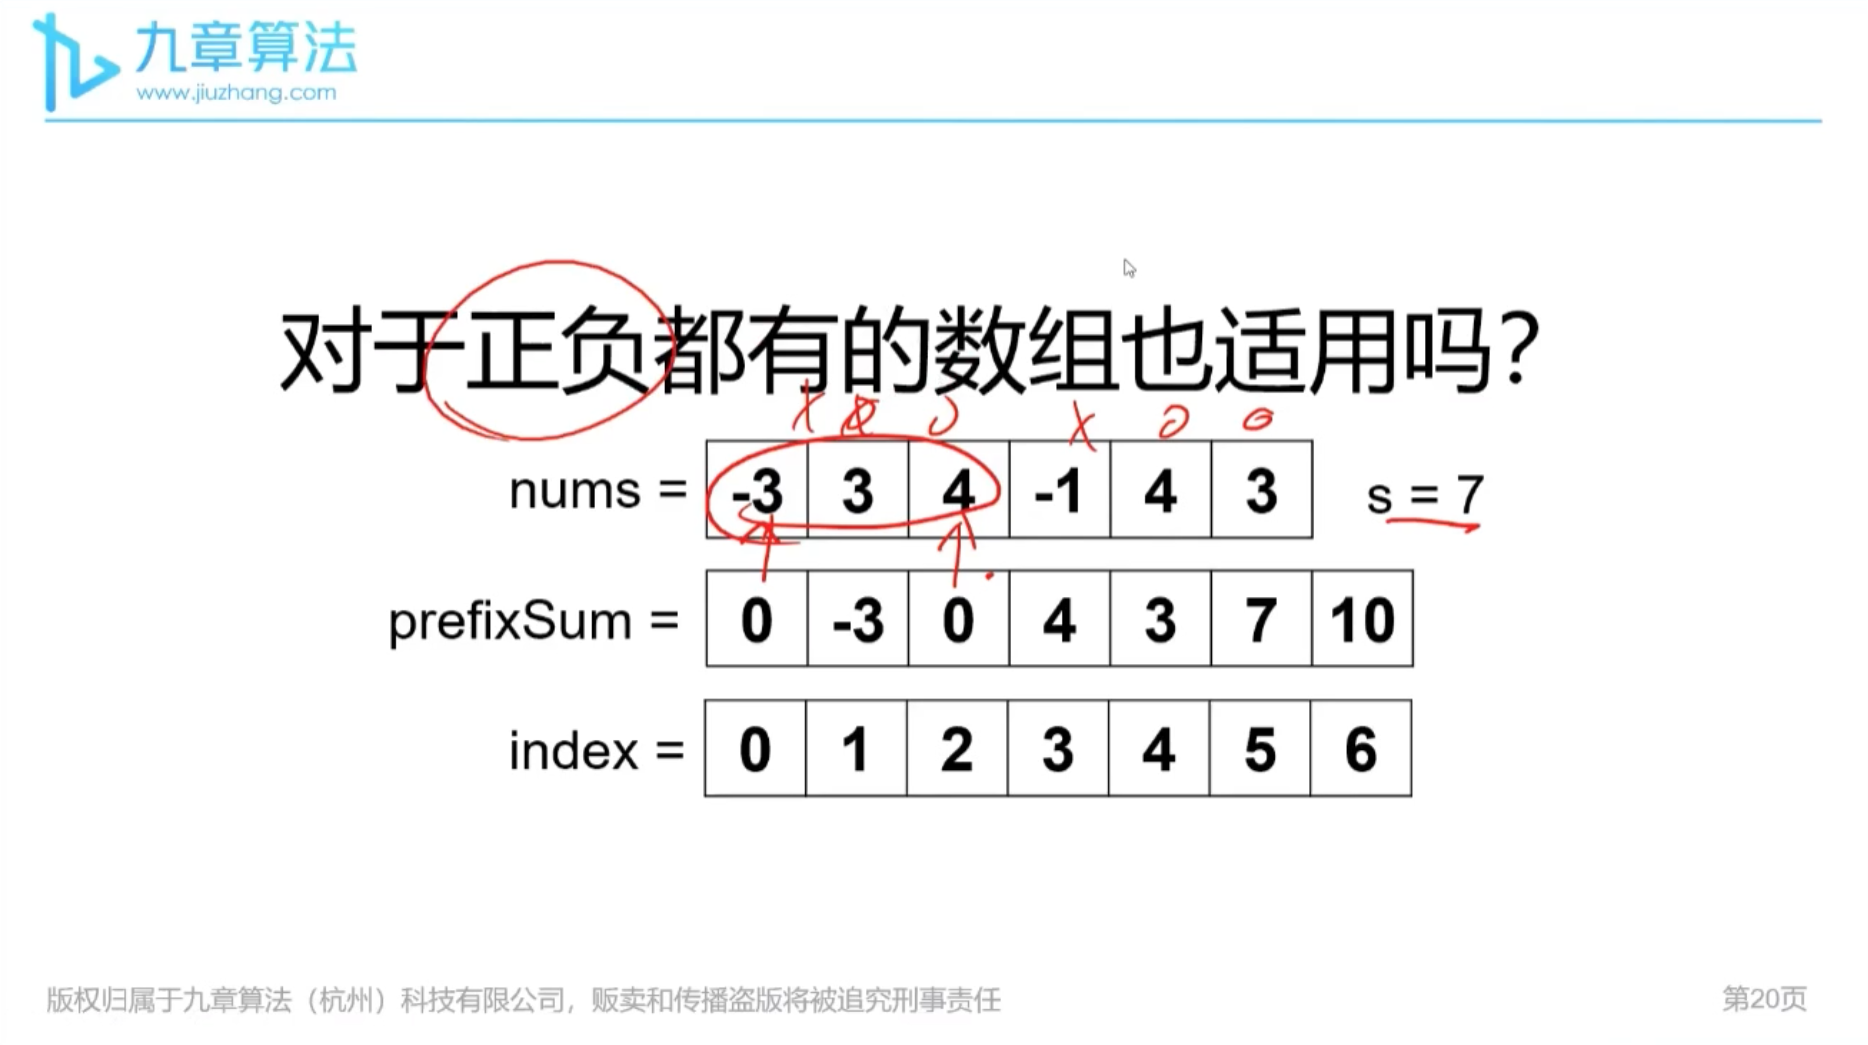 九章算法
www.jiuzhang.com
对于正负都有的数组也适用吗?
nums = -3 3 4 -1 4 3 s = 7
prefixSum = 0 -3 0 4 3 7 10
index = 0 1 2 3 4 5 6
版权归属于九章算法（杭州）科技有限公司，贩卖和传播盗版将被追究刑事责任
第20页